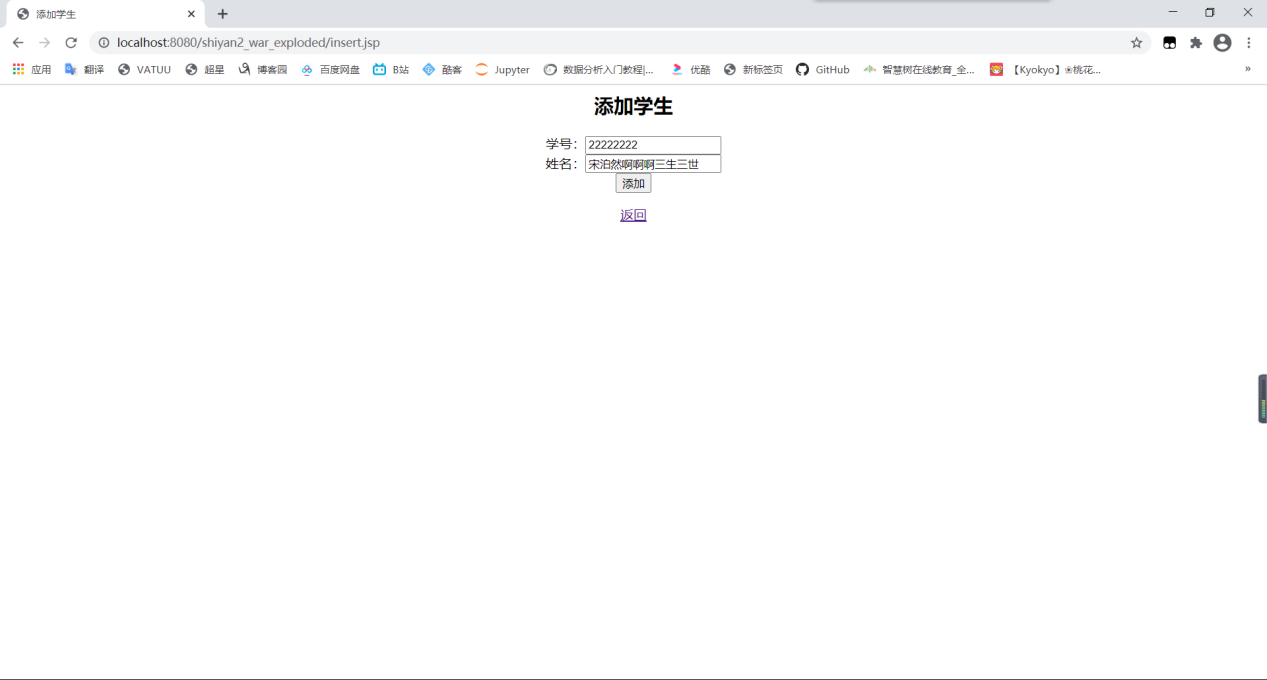 添加学生
localhost:8080/shiyan2_war_exploded/insert.jsp
应用 翻译 VATUU 超星 博客园 百度网盘 B站 酷客 Jupyter 数据分析入门教程|... 优酷 新标签页 GitHub 智慧树在线教育_全... 【Kyokyo】❀桃花... »
添加学生
学号：22222222
姓名：宋泊然啊啊啊三生三世
添加
返回